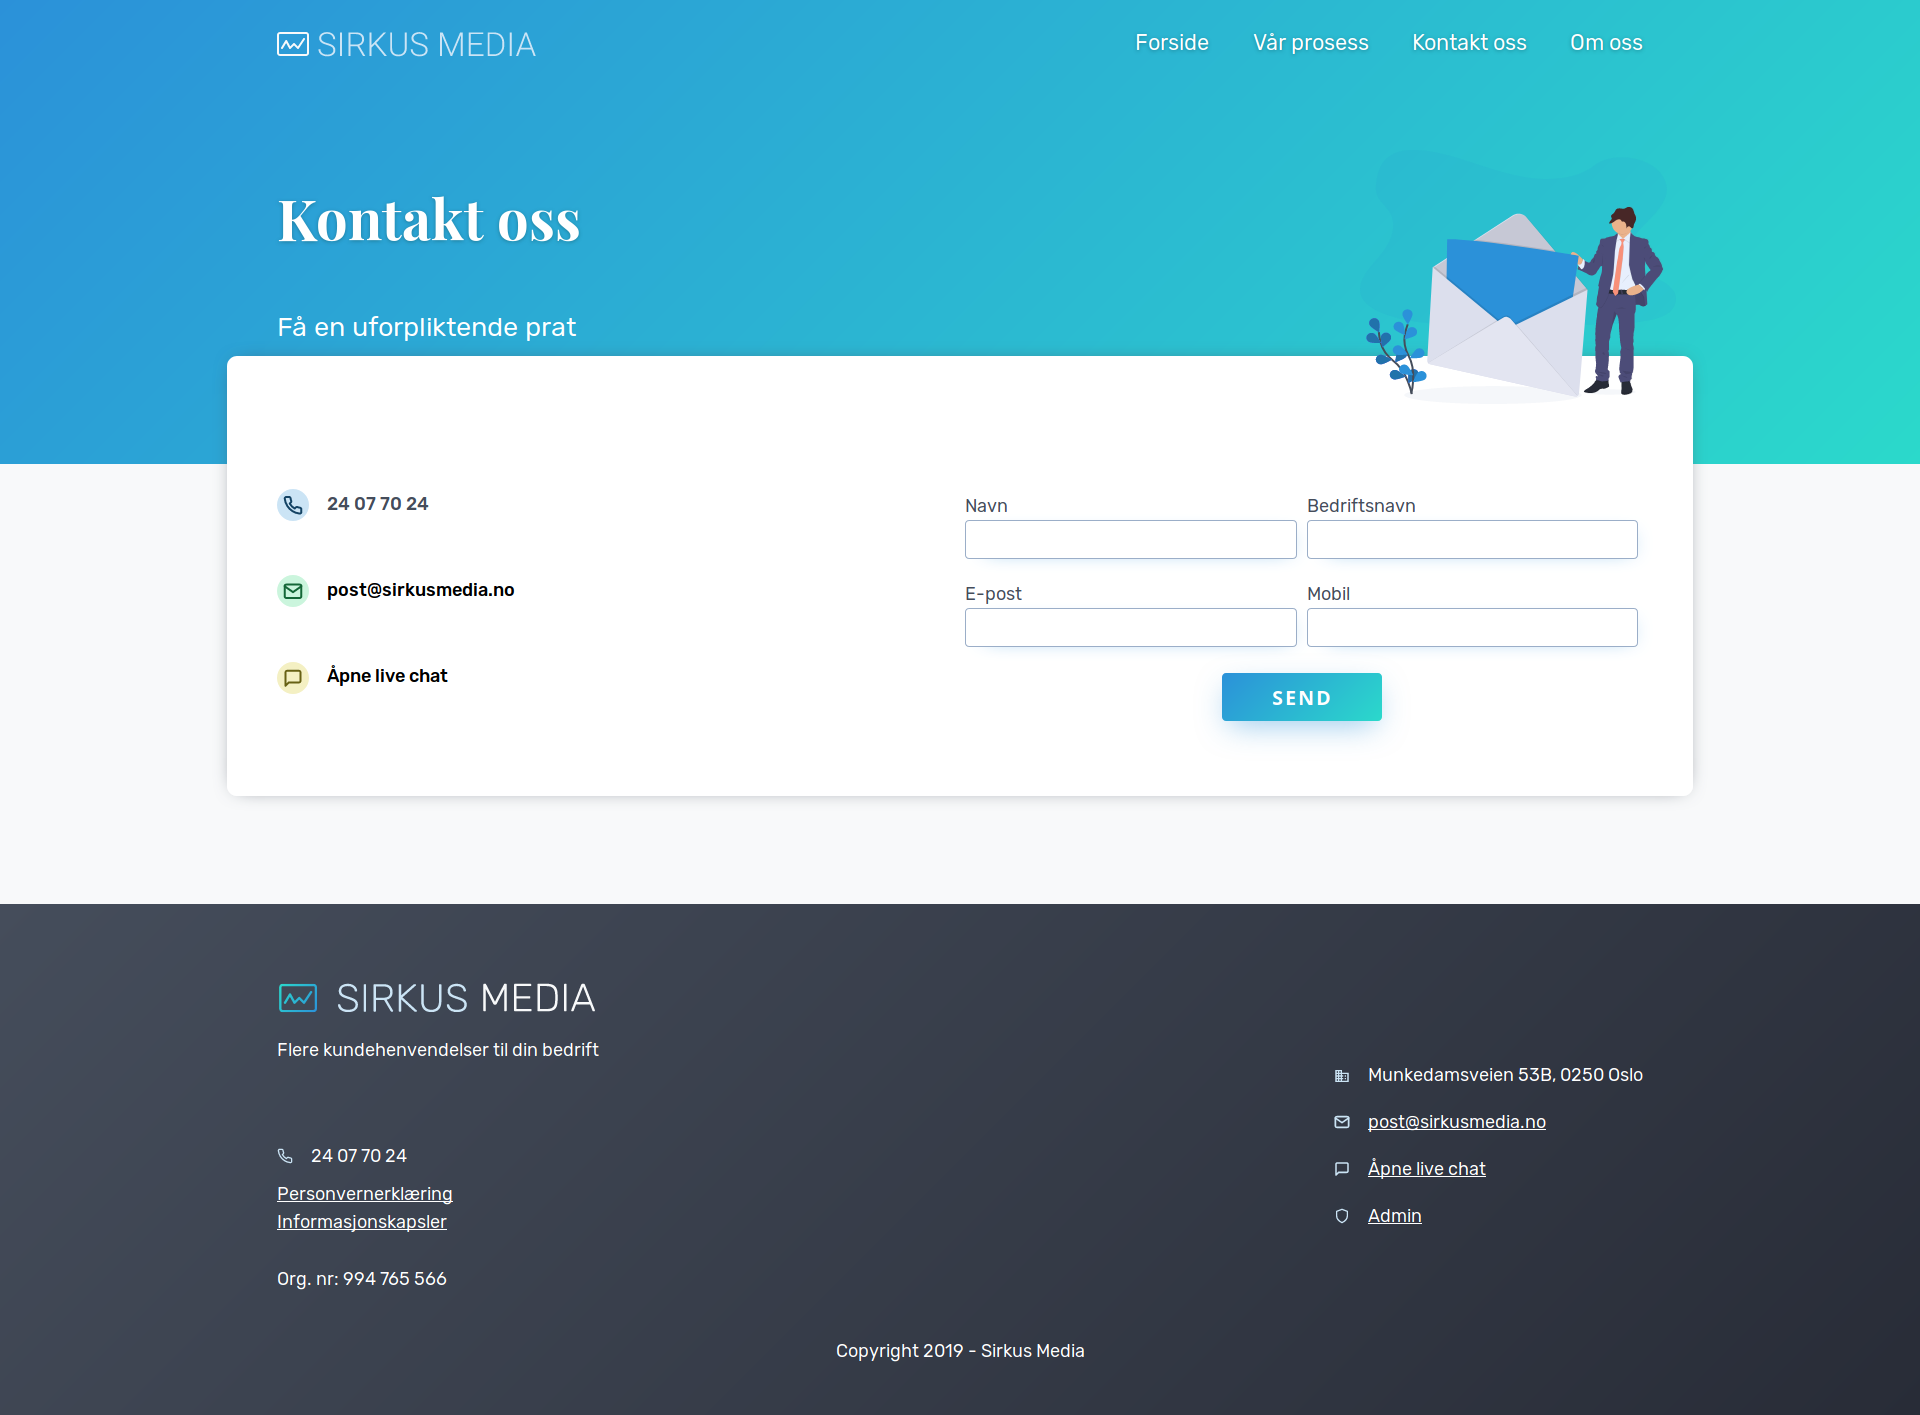 SIRKUS MEDIA
Forside
Vår prosess
Kontakt oss
Om oss
Kontakt oss
Få en uforpliktende prat
24 07 70 24
post@sirkusmedia.no
Åpne live chat
Navn
Bedriftsnavn
E-post
Mobil
SEND
SIRKUS MEDIA
Flere kundehenvendelser til din bedrift
24 07 70 24
Personvernerklæring
Informasjonskapsler
Org. nr: 994 765 566
Munkedamsveien 53B, 0250 Oslo
post@sirkusmedia.no
Åpne live chat
Admin
Copyright 2019 - Sirkus Media